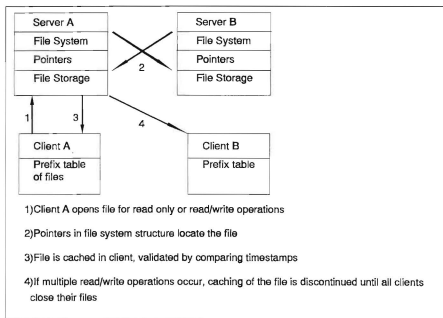 Server A
File System
Pointers
File Storage
Server B
File System
Pointers
File Storage
2
1
3
4
Client A
Prefix table
of files
Client B
Prefix table
1)Client A opens file for read only or read/write operations
2)Pointers in file system structure locate the file
3)File is cached in client, validated by comparing timestamps
4)If multiple read/write operations occur, caching of the file is discontinued until all clients
close their files